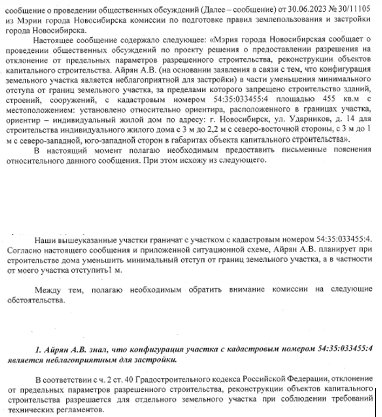 сообщение о проведении общественных обсуждений (Далее – сообщение) от 30.06.2023 № 30/11105
из Мэрии города Новосибирска комиссии по подготовке правил землепользования и застройки
города Новосибирска.
Настоящее сообщение содержало следующее: «Мэрия города Новосибирска сообщает о
проведении общественных обсуждений по проекту решения о предоставлении разрешения на
отклонение от предельных параметров разрешенного строительства, реконструкции объектов
капитального строительства. Айрян А.В. (на основании заявления в связи с тем, что конфигурация
земельного участка является неблагоприятной для застройки) в части уменьшения минимального
отступа от границ земельного участка, за пределами которого запрещено строительство зданий,
строений, сооружений, с кадастровым номером 54:35:033455:4 площадью 455 кв.м с
местоположением: установлено относительно ориентира, расположенного в границах участка,
ориентир – индивидуальный жилой дом по адресу: г. Новосибирск, ул. Ударников, д. 14 для
строительства индивидуального жилого дома с 3 м до 2,2 м с северо-восточной стороны, с 3 м до 1
м с северо-западной, юго-западной сторон в габаритах объекта капитального строительства».
В настоящий момент полагаю необходимым предоставить письменные пояснения
относительного данного сообщения. При этом исхожу из следующего.
Наши вышеуказанные участки граничат с участком с кадастровым номером 54:35:033455:4.
Согласно настоящего сообщения и приложенной ситуационной схеме, Айрян А.В. планирует при
строительстве дома уменьшить минимальный отступ от границ земельного участка, а в частности
от моего участка отступить1 м.
Между тем, полагаю необходимым обратить внимание комиссии на следующие
обстоятельства.
1. Айрян А.В. знал, что конфигурация участка с кадастровым номером 54:35:033455:4
является неблагоприятным для застройки.
В соответствии с ч. 2 ст. 40 Градостроительного кодекса Российской Федерации, отклонение
от предельных параметров разрешенного строительства, реконструкции объектов капитального
строительства разрешается для отдельного земельного участка при соблюдении требований
технических регламентов.